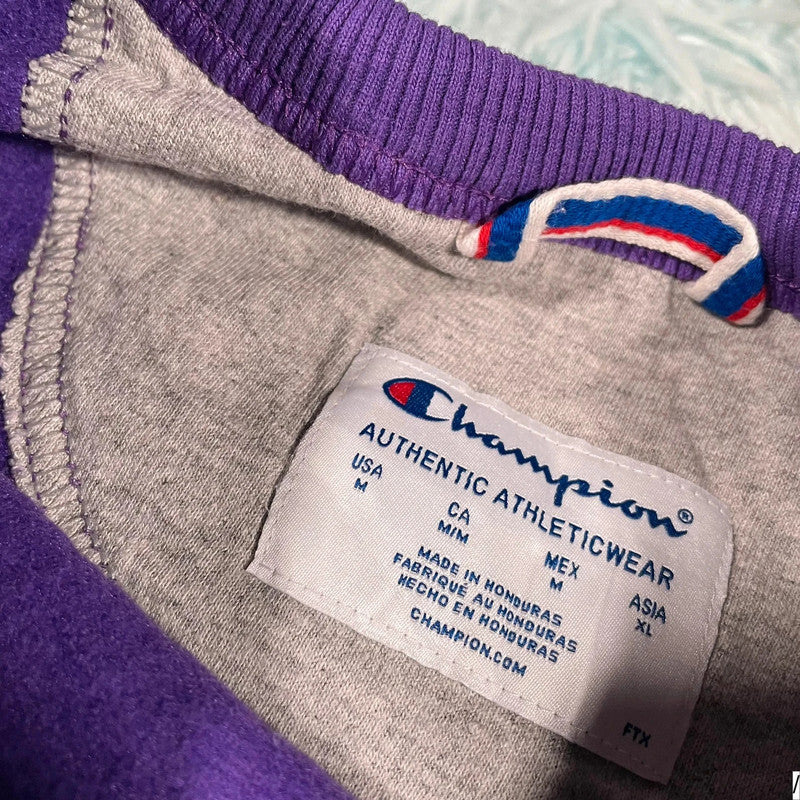 Champion®
AUTHENTIC ATHLETICWEAR
USA CA MEX ASIA
M M/M M XL
MADE IN HONDURAS
FABRIQUÉ AU HONDURAS
HECHO EN HONDURAS
CHAMPION.COM
FTX